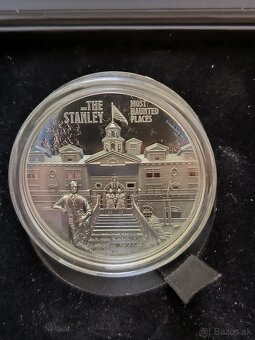 THE
STANLEY
MOST
HAUNTED
PLACES
bazos.sk